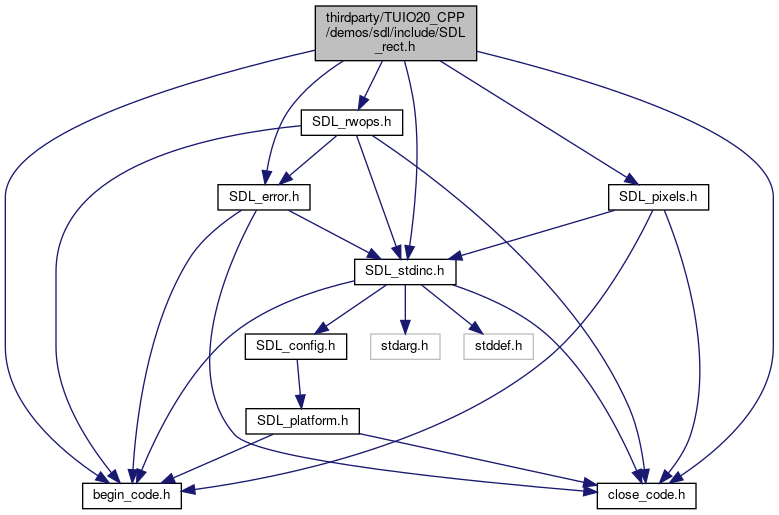 thirdparty/TUIO20_CPP
/demos/sdl/include/SDL
_rect.h
SDL_rwops.h
SDL_error.h
SDL_pixels.h
SDL_stdinc.h
SDL_config.h
stdarg.h
stddef.h
SDL_platform.h
begin_code.h
close_code.h